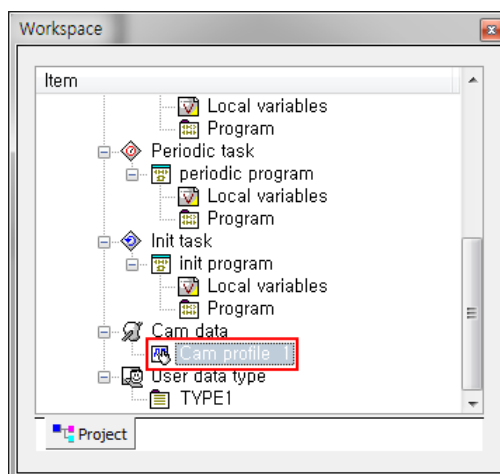 Workspace
Item
Local variables
Program
Periodic task
periodic program
Local variables
Program
Init task
init program
Local variables
Program
Cam data
Cam profile 1
User data type
TYPE1
Project